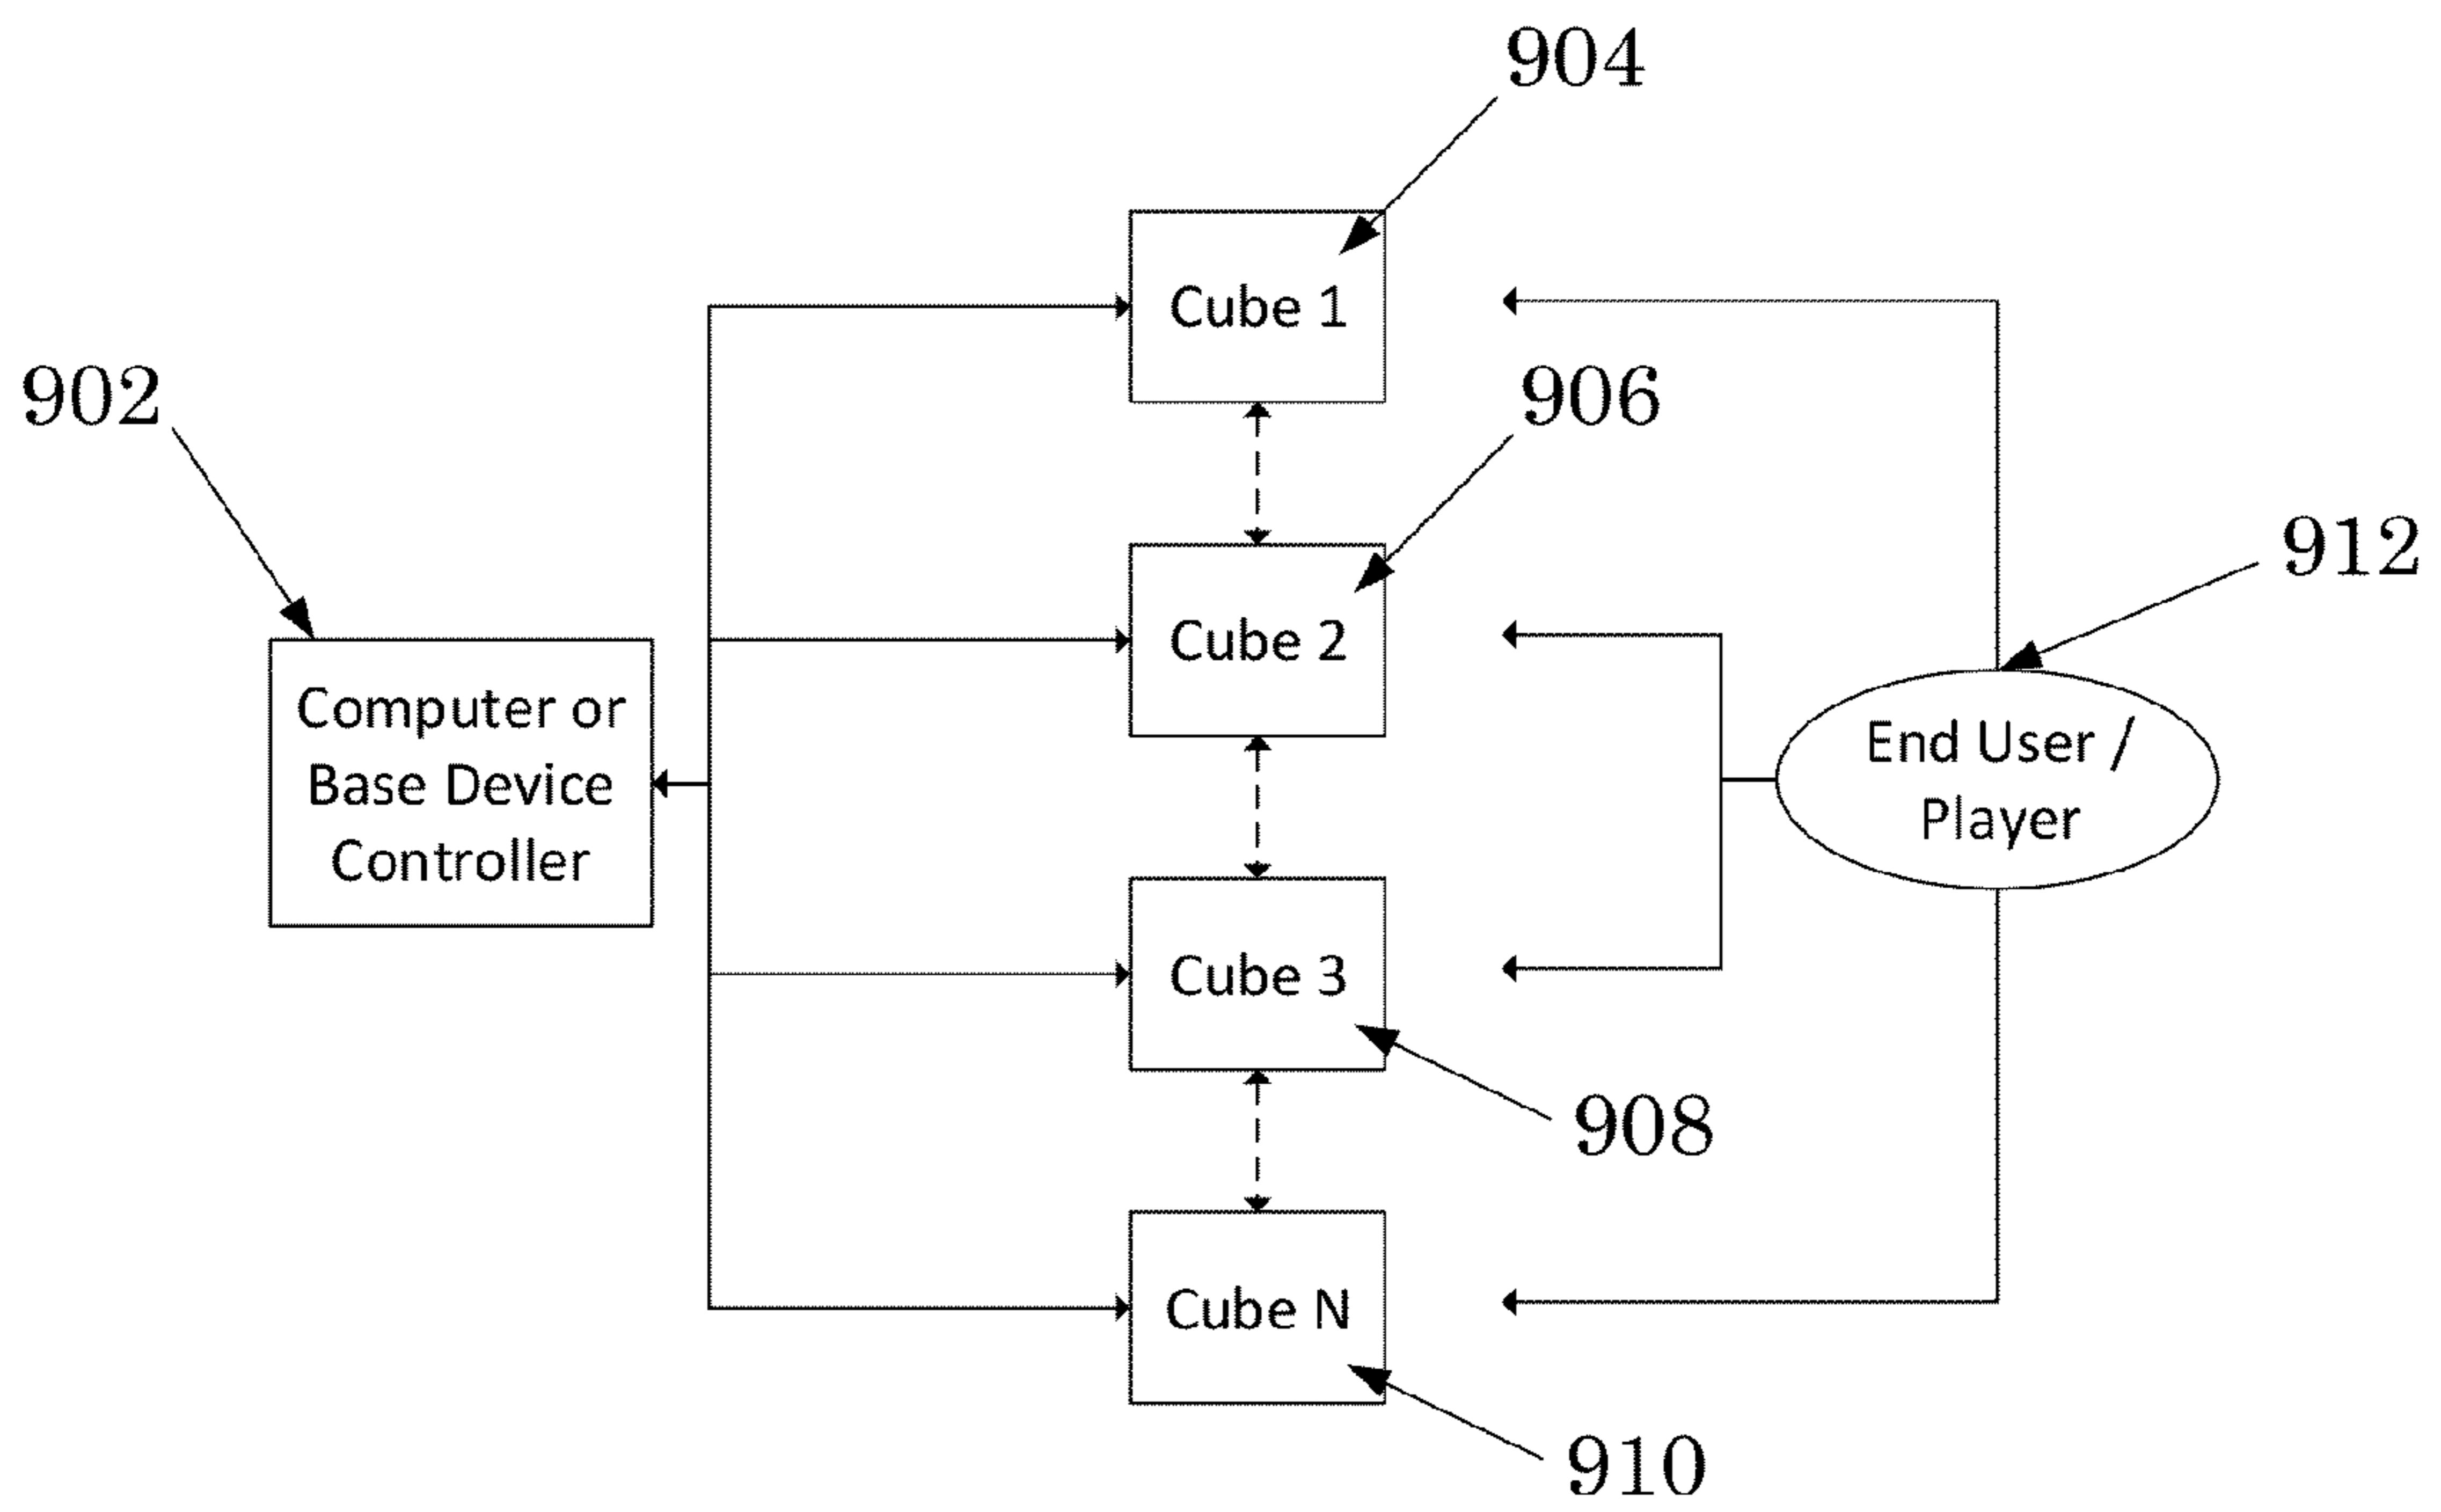 904
Cube 1
902
906
912
Cube 2
Computer or
Base Device
Controller
End User /
Player
Cube 3
908
Cube N
910